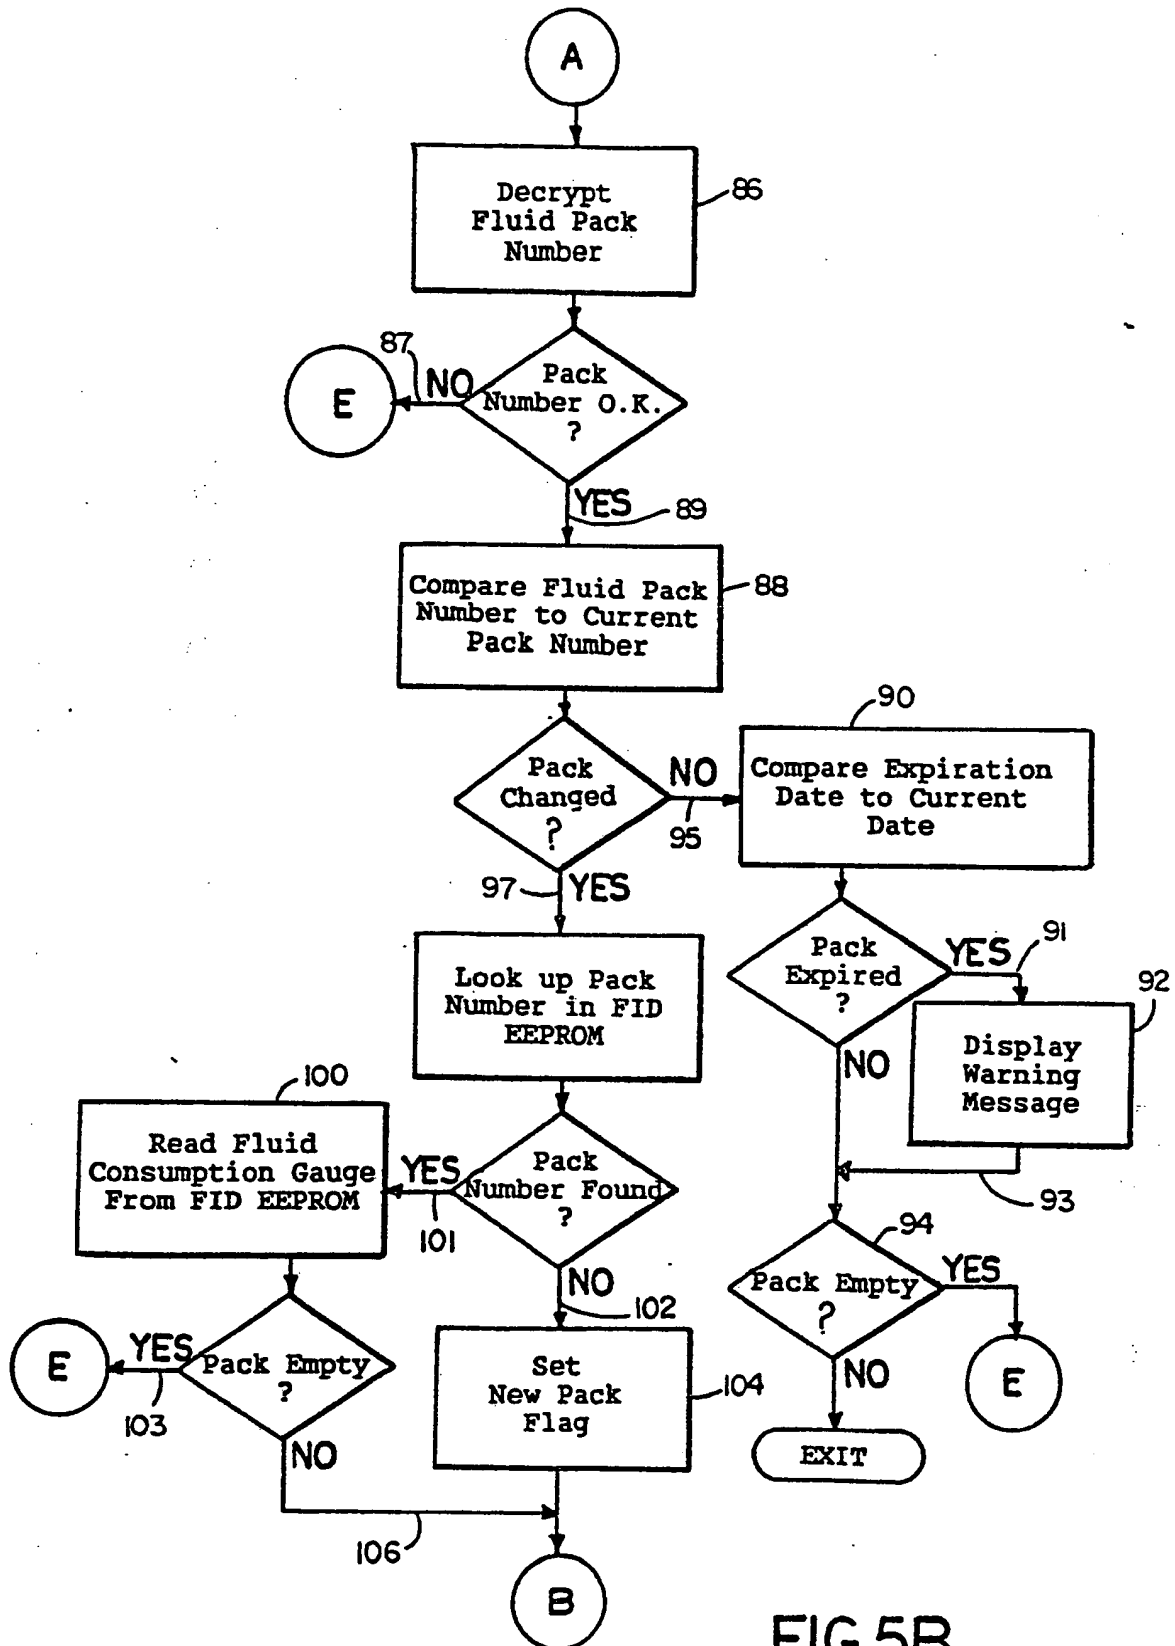 A
Decrypt
Fluid Pack
Number
86
87
NO
E
Pack
Number O.K.
?
YES
89
Compare Fluid Pack
Number to Current
Pack Number
88
90
Pack
Changed
?
NO
95
Compare Expiration
Date to Current
Date
97
YES
Look up Pack
Number in FID
EEPROM
Pack
Expired
?
YES
91
92
NO
Display
Warning
Message
93
100
Read Fluid
Consumption Gauge
From FID EEPROM
YES
101
Pack
Number Found
?
NO
102
94
Pack Empty
?
YES
E
NO
EXIT
E
YES
103
Pack Empty
?
NO
Set
New Pack
Flag
104
106
B
FIG.5B